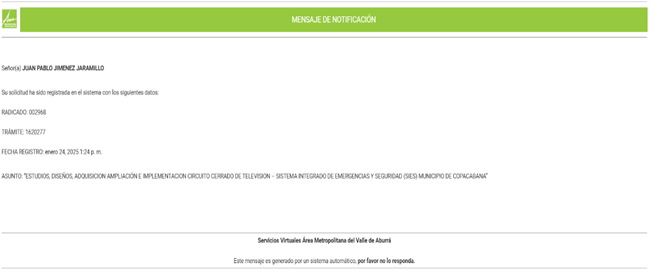 MENSAJE DE NOTIFICACIÓN
Señor(a) JUAN PABLO JIMENEZ JARAMILLO
Su solicitud ha sido registrada en el sistema con los siguientes datos:
RADICADO: 002968
TRÁMITE: 1620277
FECHA REGISTRO: enero 24, 2025 1:24 p. m.
ASUNTO: "ESTUDIOS, DISEÑOS, ADQUISICION AMPLIACIÓN E IMPLEMENTACION CIRCUITO CERRADO DE TELEVISION – SISTEMA INTEGRADO DE EMERGENCIAS Y SEGURIDAD (SIES) MUNICIPIO DE COPACABANA"
Servicios Virtuales Área Metropolitana del Valle de Aburrá
Este mensaje es generado por un sistema automático, por favor no lo responda.